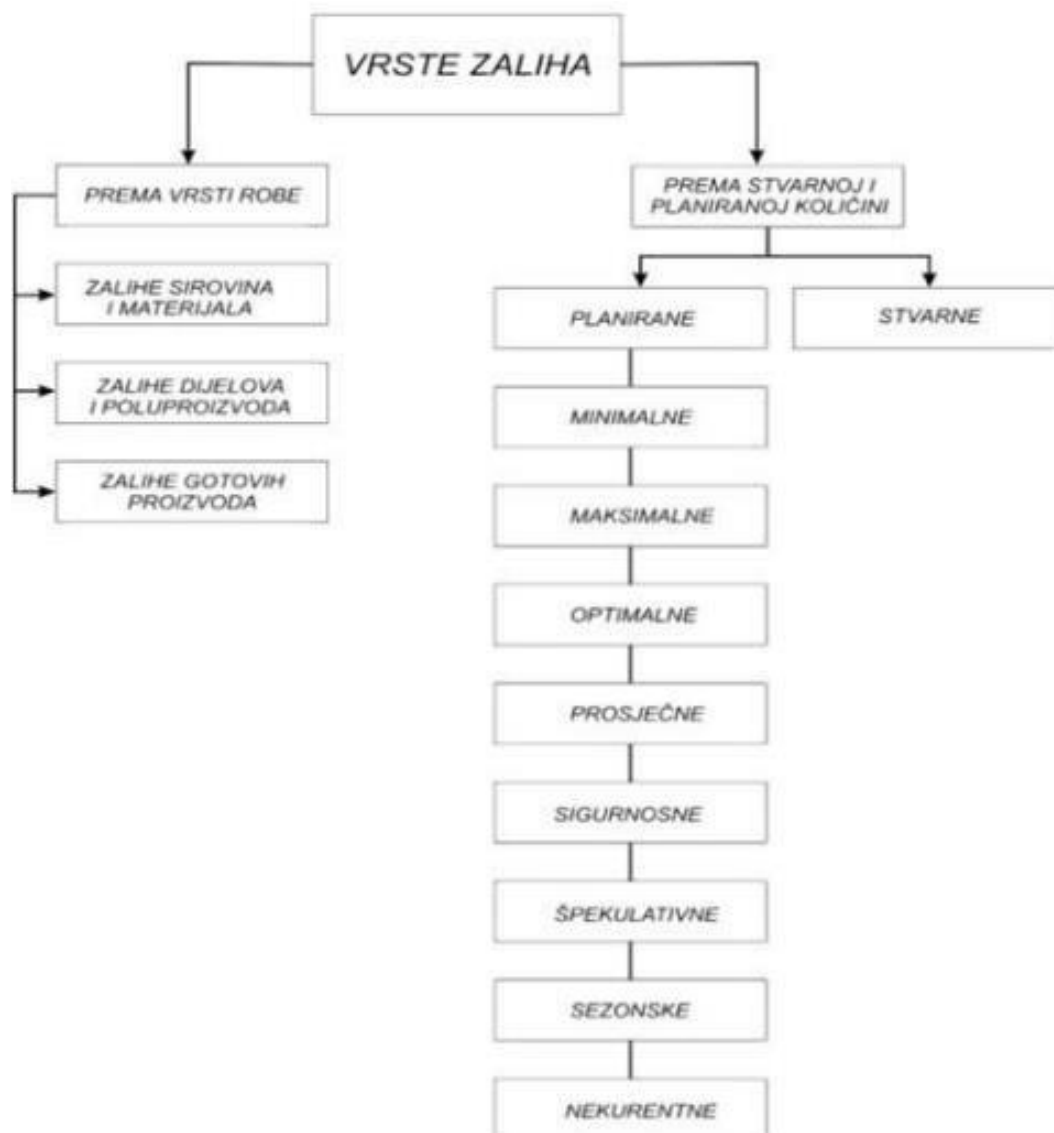 VRSTE ZALIHA
PREMA VRSTI ROBE
ZALIHE SIROVINA
I MATERIJALA
ZALIHE DIJELOVA
I POLUPROIZVODA
ZALIHE GOTOVIH
PROIZVODA
PREMA STVARNOJ I
PLANIRANOJ KOLIČINI
PLANIRANE
STVARNE
MINIMALNE
MAKSIMALNE
OPTIMALNE
PROSJEČNE
SIGURNOSNE
ŠPEKULATIVNE
SEZONSKE
NEKURENTNE